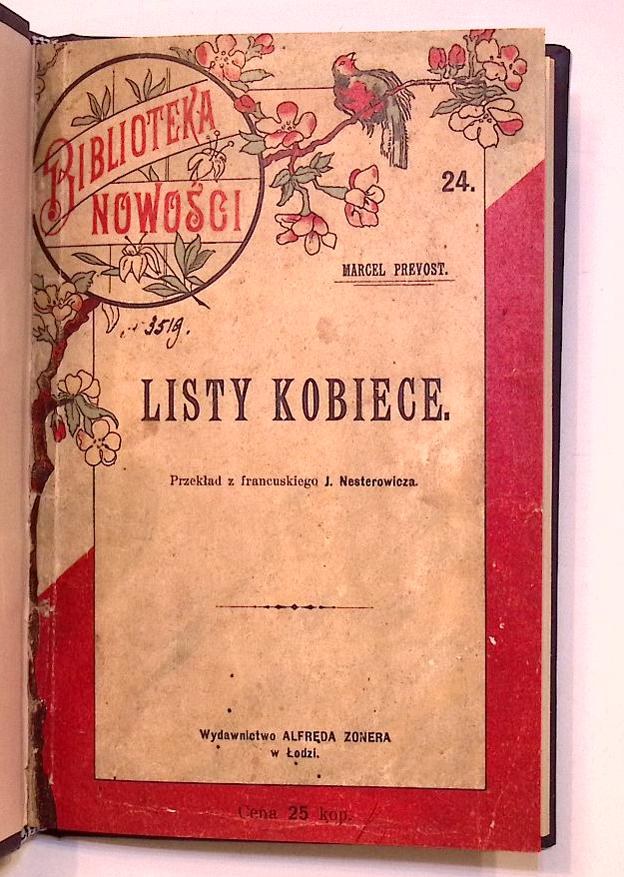 BIBLIOTEKA
NOWOŚCI
24.
MARCEL PREVOST.
3519.
LISTY KOBIECE.
Przekład z francuskiego J. Nesterowicza.
Wydawnictwo ALFRĘDA ZONERA
w Łodzi.
Cena 25 kop.